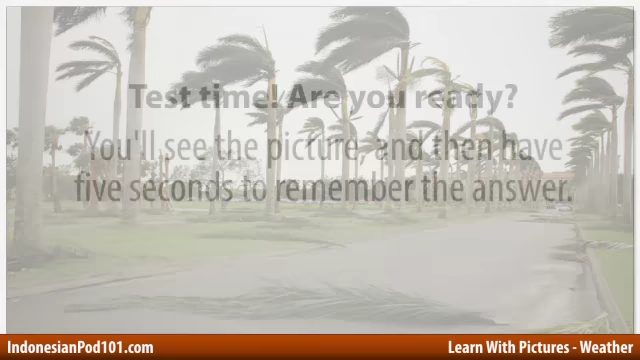 Test time! Are you ready?
You'll see the picture, and then have
five seconds to remember the answer.
IndonesianPod101.com
Learn With Pictures - Weather